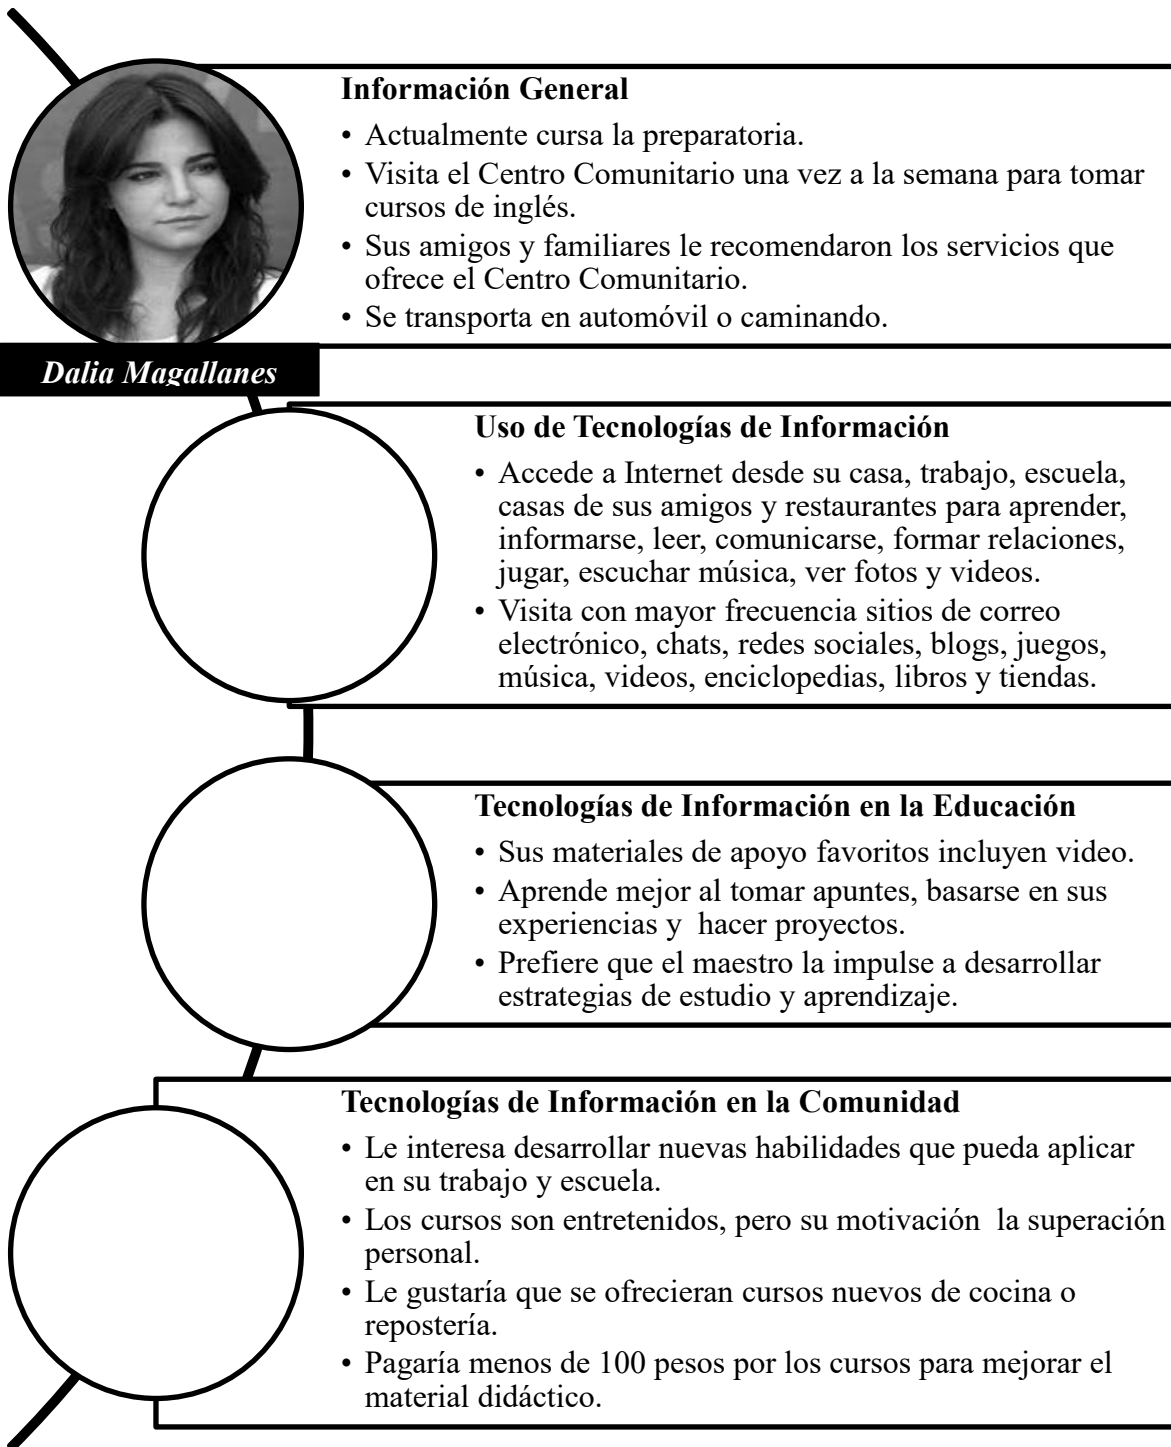 Información General
• Actualmente cursa la preparatoria.
• Visita el Centro Comunitario una vez a la semana para tomar
cursos de inglés.
• Sus amigos y familiares le recomendaron los servicios que
ofrece el Centro Comunitario.
• Se transporta en automóvil o caminando.
Dalia Magallanes
Uso de Tecnologías de Información
• Accede a Internet desde su casa, trabajo, escuela,
casas de sus amigos y restaurantes para aprender,
informarse, leer, comunicarse, formar relaciones,
jugar, escuchar música, ver fotos y videos.
• Visita con mayor frecuencia sitios de correo
electrónico, chats, redes sociales, blogs, juegos,
música, videos, enciclopedias, libros y tiendas.
Tecnologías de Información en la Educación
• Sus materiales de apoyo favoritos incluyen video.
• Aprende mejor al tomar apuntes, basarse en sus
experiencias y  hacer proyectos.
• Prefiere que el maestro la impulse a desarrollar
estrategias de estudio y aprendizaje.
Tecnologías de Información en la Comunidad
• Le interesa desarrollar nuevas habilidades que pueda aplicar
en su trabajo y escuela.
• Los cursos son entretenidos, pero su motivación  la superación
personal.
• Le gustaría que se ofrecieran cursos nuevos de cocina o
repostería.
• Pagaría menos de 100 pesos por los cursos para mejorar el
material didáctico.